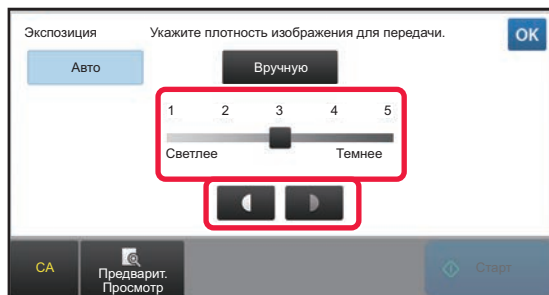 Экспозиция Укажите плотность изображения для передачи. OK
Авто Вручную
1 2 3 4 5
Светлее Темнее
CA Предварит. Просмотр Старт